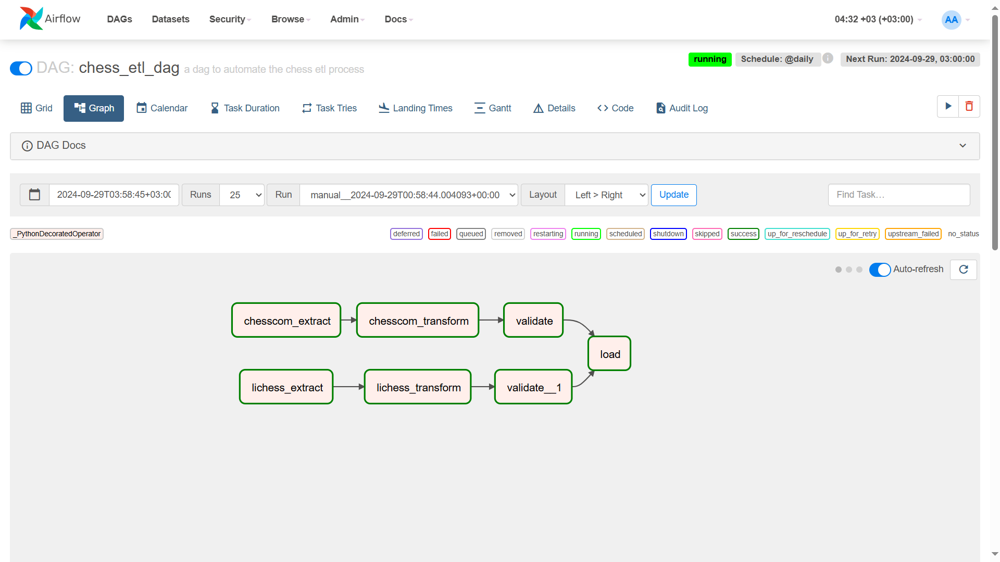 Airflow DAGs Datasets Security Browse Admin Docs 04:32 +03 (+03:00) AA
DAG: chess_etl_dag a dag to automate the chess etl process
running Schedule: @daily Next Run: 2024-09-29, 03:00:00
Grid Graph Calendar Task Duration Task Tries Landing Times Gantt Details Code Audit Log
DAG Docs
2024-09-29T03:58:45+03:00 Runs 25 Run manual__2024-09-29T00:58:44.004093+00:00 Layout Left > Right Update Find Task…
_PythonDecoratedOperator deferred failed queued removed restarting running scheduled shutdown skipped success up_for_reschedule up_for_retry upstream_failed no_status
Auto-refresh
chesscom_extract chesscom_transform validate
load
lichess_extract lichess_transform validate__1